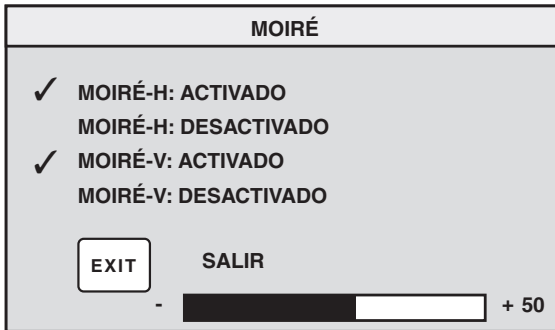 MOIRÉ
✓ MOIRÉ-H: ACTIVADO
MOIRÉ-H: DESACTIVADO
✓ MOIRÉ-V: ACTIVADO
MOIRÉ-V: DESACTIVADO
EXIT SALIR
- + 50